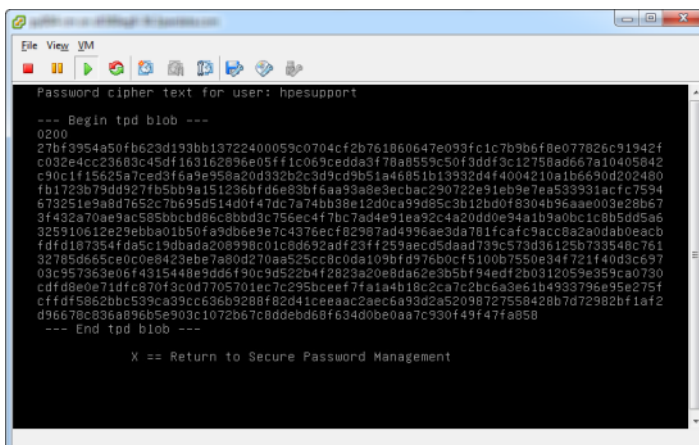 File View VM
Password cipher text for user: hpesupport
--- Begin tpd blob ---
0200
27bf3954a50fb623d193bb13722400059c0704cf2b761860647e093fc1c7b9b6f8e077826c91942f
c032e4cc23683c45df163162896e05ff1c069cedda3f78a8559c50f3ddf3c12758ad667a10405842
c90c1f15625a7ced3f6a9e958a20d332b2c3d9cd9b51a46851b13932d4f4004210a1b6690d202480
fb1723b79dd927fb5bb9a151236bfd6e83bf6aa93a8e3ecbac290722e91eb9e7ea533931acfc7594
673251e9a8d7652c7b695d514d0f47dc7a74bb38e12d0ca99d85c3b12bd0f8304b96aae003e28b67
3f432a70ae9ac585bbcbd86c8bbd3c756ec4f7bc7ad4e91ea92c4a20dd0e94a1b9a0bc1c8b5dd5a6
325910612e29ebba01b50fa9db6e9e7c4376ecf82987ad4996ae3da781fcafc9acc8a2a0dab0eacb
fdfd187354fda5c19dbada208998c01c8d692adf23ff259aecd5daad739c573d36125b733548c761
32785d665ce0c0e8423ebe7a80d270aa525cc8c0da109bfd976b0cf5100b7550e34f721f40d3c697
03c957363e06f4315448e9dd6f90c9d522b4f2823a20e8da62e3b5bf94edf2b0312059e359ca0730
cdfd8e0e71dfc870f3c0d7705701ec7c295bceef7fa1a4b18c2ca7c2bc6a3e61b4933796e95e275f
cffdf5862bbc539ca39cc636b9288f82d41ceeaac2aec6a93d2a52098727558428b7d72982bf1af2
d96678c836a896b5e903c1072b67c8ddebd68f634d0be0aa7c930f49f47fa858
--- End tpd blob ---
X == Return to Secure Password Management